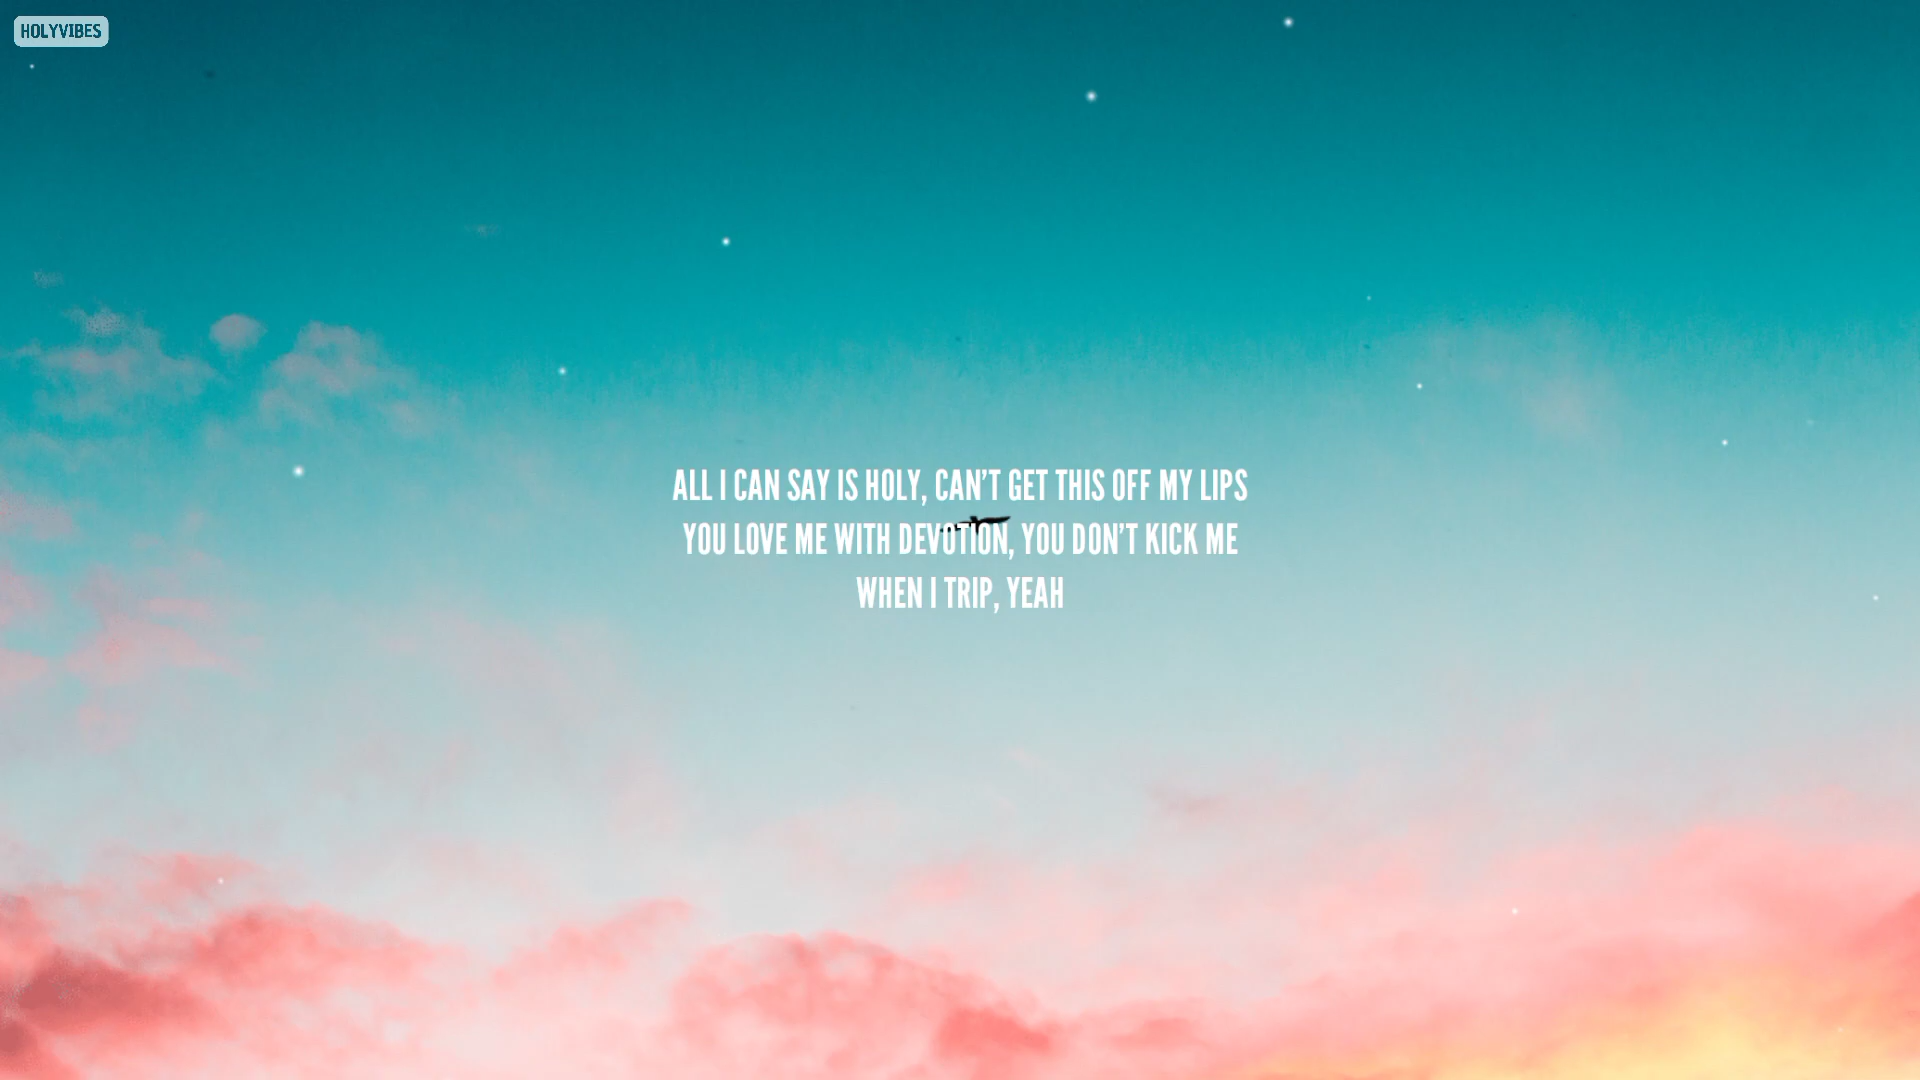 HOLYVIBES
ALL I CAN SAY IS HOLY, CAN'T GET THIS OFF MY LIPS
YOU LOVE ME WITH DEVOTION, YOU DON'T KICK ME
WHEN I TRIP, YEAH